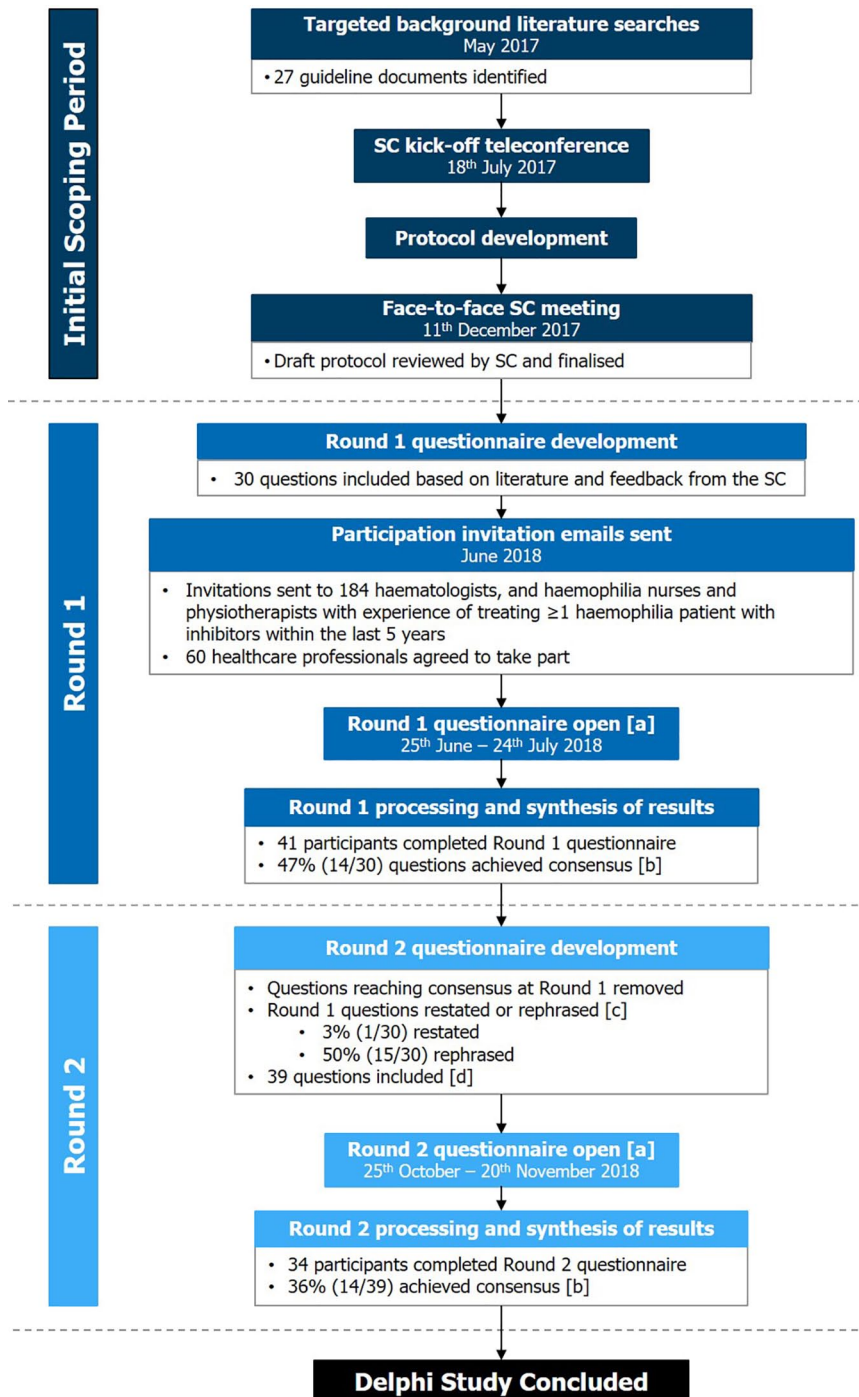 Initial Scoping Period
Targeted background literature searches
May 2017
• 27 guideline documents identified
SC kick-off teleconference
18th July 2017
Protocol development
Face-to-face SC meeting
11th December 2017
• Draft protocol reviewed by SC and finalised
Round 1
Round 1 questionnaire development
• 30 questions included based on literature and feedback from the SC
Participation invitation emails sent
June 2018
• Invitations sent to 184 haematologists, and haemophilia nurses and
physiotherapists with experience of treating ≥1 haemophilia patient with
inhibitors within the last 5 years
• 60 healthcare professionals agreed to take part
Round 1 questionnaire open [a]
25th June – 24th July 2018
Round 1 processing and synthesis of results
• 41 participants completed Round 1 questionnaire
• 47% (14/30) questions achieved consensus [b]
Round 2
Round 2 questionnaire development
• Questions reaching consensus at Round 1 removed
• Round 1 questions restated or rephrased [c]
• 3% (1/30) restated
• 50% (15/30) rephrased
• 39 questions included [d]
Round 2 questionnaire open [a]
25th October – 20th November 2018
Round 2 processing and synthesis of results
• 34 participants completed Round 2 questionnaire
• 36% (14/39) achieved consensus [b]
Delphi Study Concluded